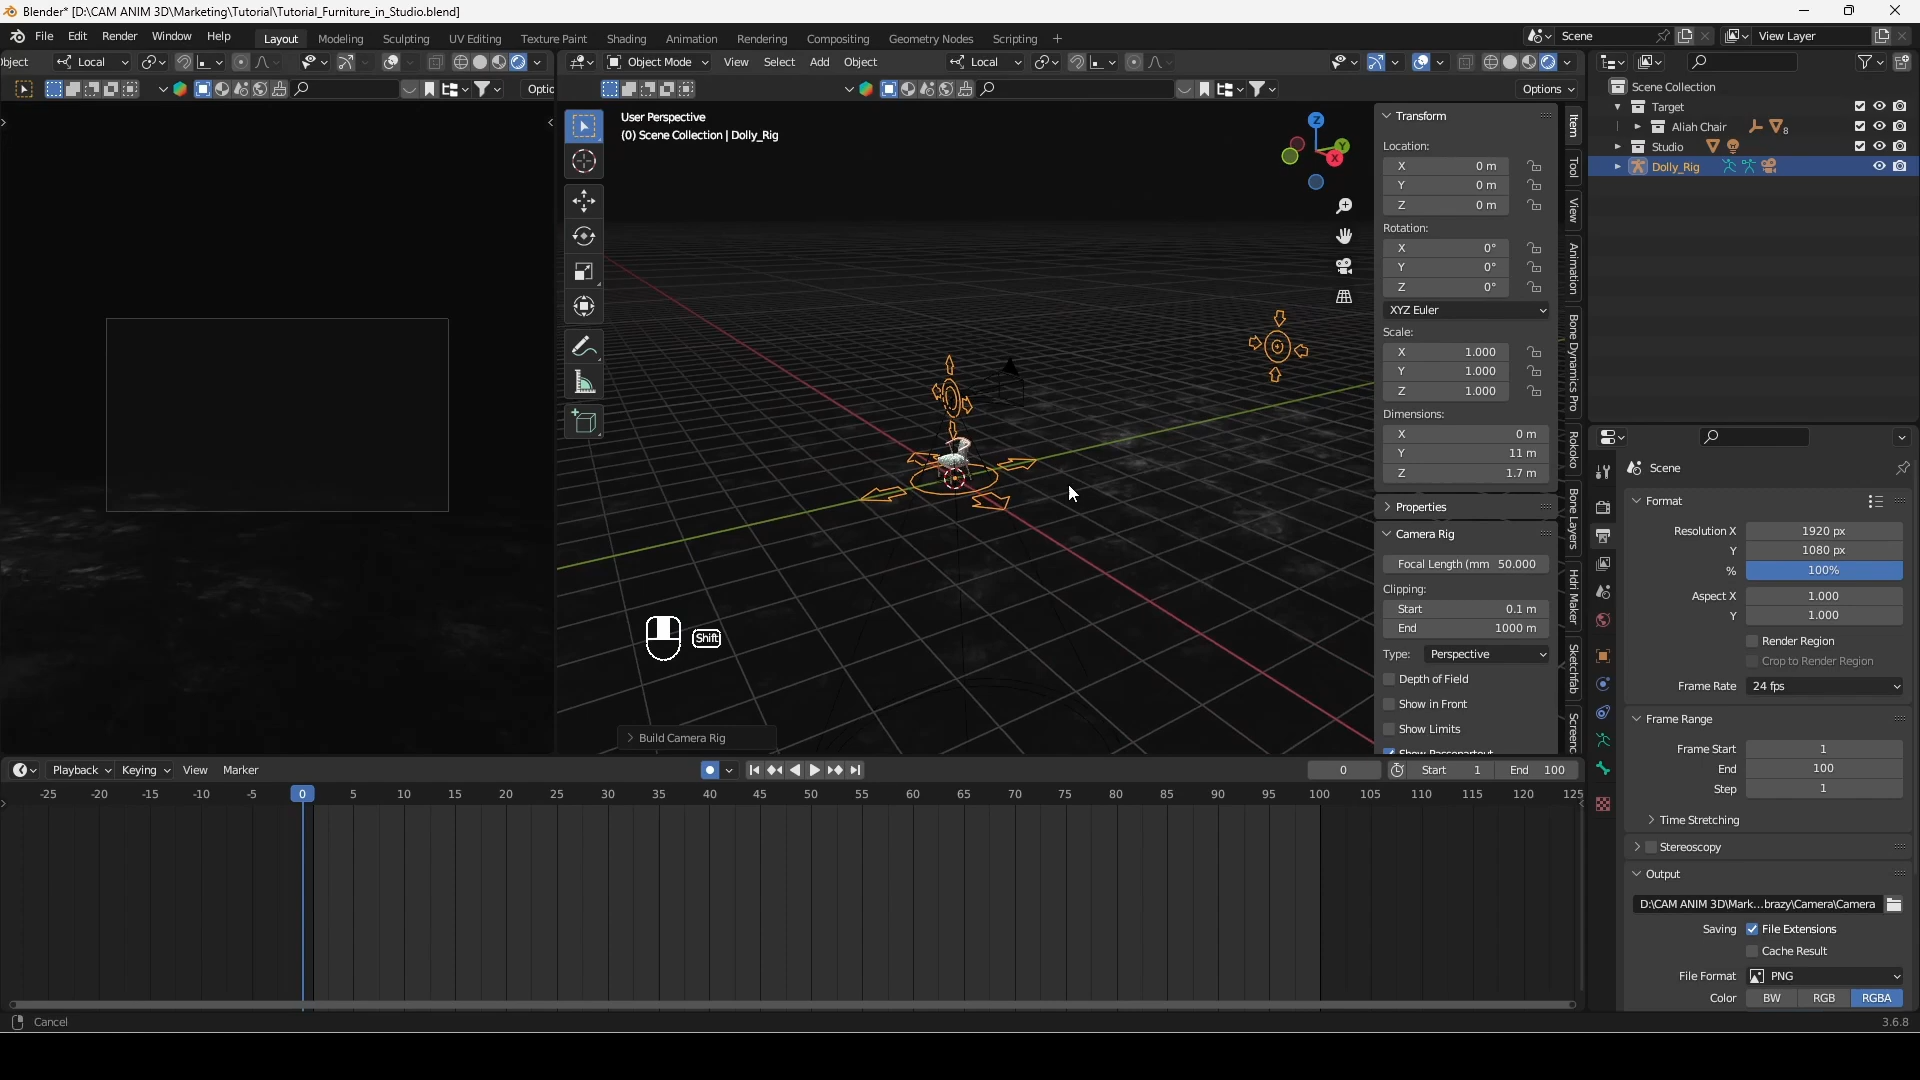 Blender* [D:\CAM ANIM 3D\Marketing\Tutorial\Tutorial_Furniture_in_Studio.blend]
File Edit Render Window Help Layout Modeling Sculpting UV Editing Texture Paint Shading Animation Rendering Compositing Geometry Nodes Scripting + Scene View Layer
bject Local Object Mode View Select Add Object Local
Optic Options
User Perspective
(0) Scene Collection | Dolly_Rig
Z
Y
X
Transform
Location:
X 0 m
Y 0 m
Z 0 m
Rotation:
X 0°
Y 0°
Z 0°
XYZ Euler
Scale:
X 1.000
Y 1.000
Z 1.000
Dimensions:
X 0 m
Y 11 m
Z 1.7 m
Properties
Camera Rig
Focal Length (mm 50.000
Clipping:
Start 0.1 m
End 1000 m
Type: Perspective
Depth of Field
Show in Front
Show Limits
Show Passepartout
Item
Tool
View
Animation
Bone Dynamics Pro
Rokoko
Bone Layers
Hdri Maker
Sketchfab
Screenc
Shift
Build Camera Rig
Scene Collection
Target
Aliah Chair 8
Studio
Dolly_Rig
Scene
Format
Resolution X 1920 px
Y 1080 px
% 100%
Aspect X 1.000
Y 1.000
Render Region
Crop to Render Region
Frame Rate 24 fps
Frame Range
Frame Start 1
End 100
Step 1
Time Stretching
Stereoscopy
Output
D:\CAM ANIM 3D\Mark...brazy\Camera\Camera
Saving File Extensions
Cache Result
File Format PNG
Color BW RGB RGBA
Playback Keying View Marker 0 Start 1 End 100
-25 -20 -15 -10 -5 0 5 10 15 20 25 30 35 40 45 50 55 60 65 70 75 80 85 90 95 100 105 110 115 120 125
Cancel 3.6.8